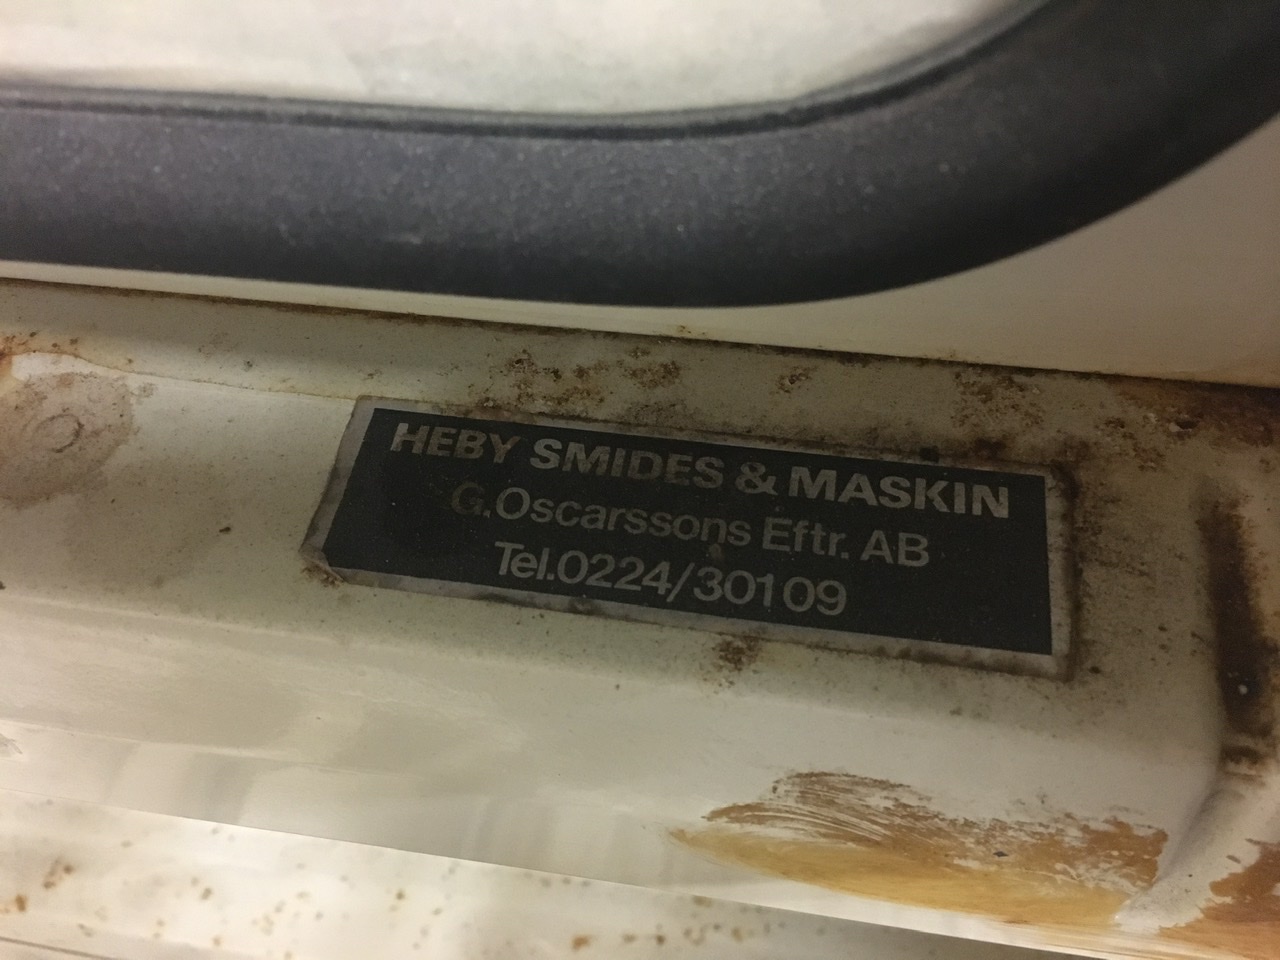 HEBY SMIDES & MASKIN
G.Oscarssons Eftr. AB
Tel.0224/30109